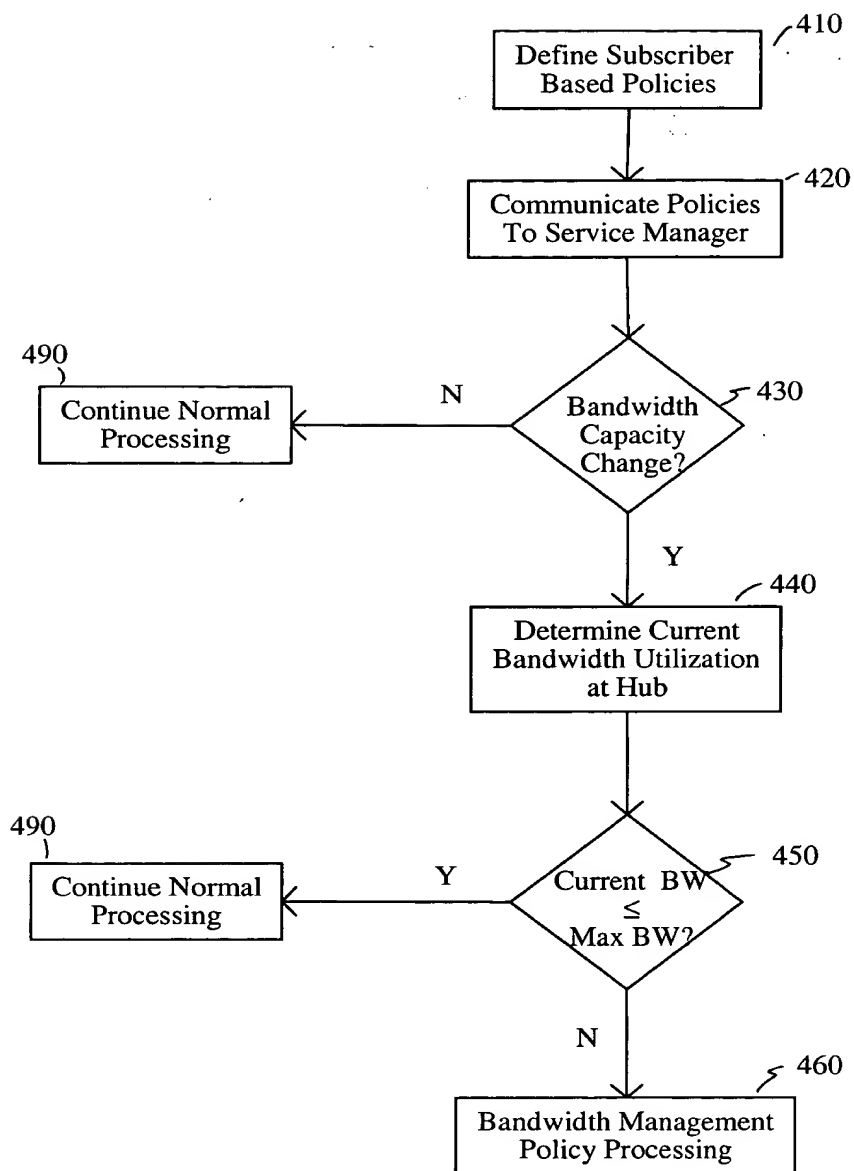 410
Define Subscriber
Based Policies
420
Communicate Policies
To Service Manager
490
Continue Normal
Processing
N
430
Bandwidth
Capacity
Change?
Y
440
Determine Current
Bandwidth Utilization
at Hub
490
Continue Normal
Processing
Y
450
Current BW
≤
Max BW?
N
460
Bandwidth Management
Policy Processing